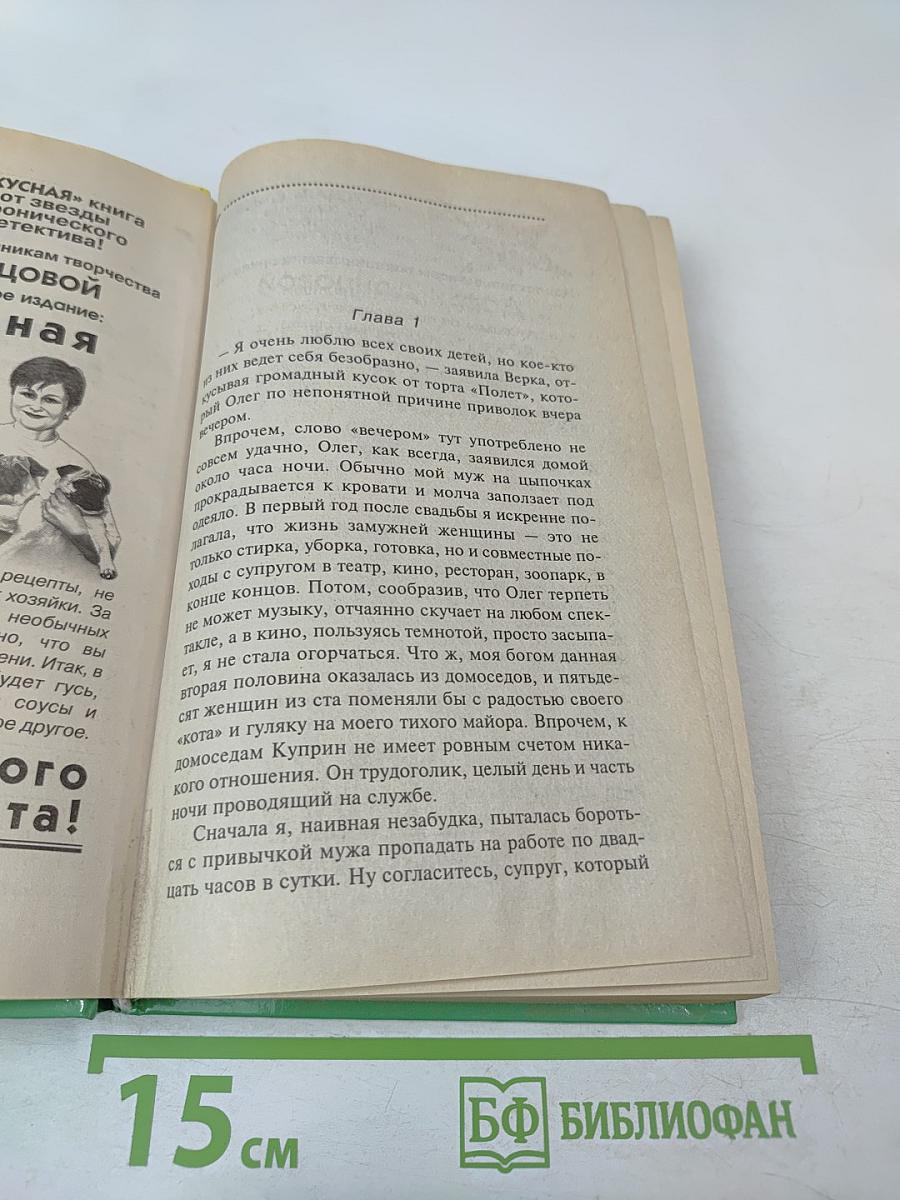 КУСНАЯ» книга
от звезды
ронического
етектива!
никам творчества
ЦОВОЙ
ое издание:
ная
рецепты, не
хозяйки. За
необычных
но, что вы
ени. Итак, в
удет гусь,
соусы и
ое другое.
ого
та!
Глава 1
— Я очень люблю всех своих детей, но кое-кто
из них ведет себя безобразно, — заявила Верка, от-
кусывая громадный кусок от торта «Полет», кото-
рый Олег по непонятной причине приволок вчера
вечером.
Впрочем, слово «вечером» тут употреблено не
совсем удачно, Олег, как всегда, заявился домой
около часа ночи. Обычно мой муж на цыпочках
прокрадывается к кровати и молча заползает под
одеяло. В первый год после свадьбы я искренне по-
лагала, что жизнь замужней женщины — это не
только стирка, уборка, готовка, но и совместные по-
ходы с супругом в театр, кино, ресторан, зоопарк, в
конце концов. Потом, сообразив, что Олег терпеть
не может музыку, отчаянно скучает на любом спек-
такле, а в кино, пользуясь темнотой, просто засыпа-
ет, я не стала огорчаться. Что ж, моя богом данная
вторая половина оказалась из домоседов, и пятьде-
сят женщин из ста поменяли бы с радостью своего
«кота» и гуляку на моего тихого майора. Впрочем, к
домоседам Куприн не имеет ровным счетом ника-
кого отношения. Он трудоголик, целый день и часть
ночи проводящий на службе.
Сначала я, наивная незабудка, пыталась бороть-
ся с привычкой мужа пропадать на работе по двад-
цать часов в сутки. Ну согласитесь, супруг, который
15 см
БФ БИБЛИОФАН